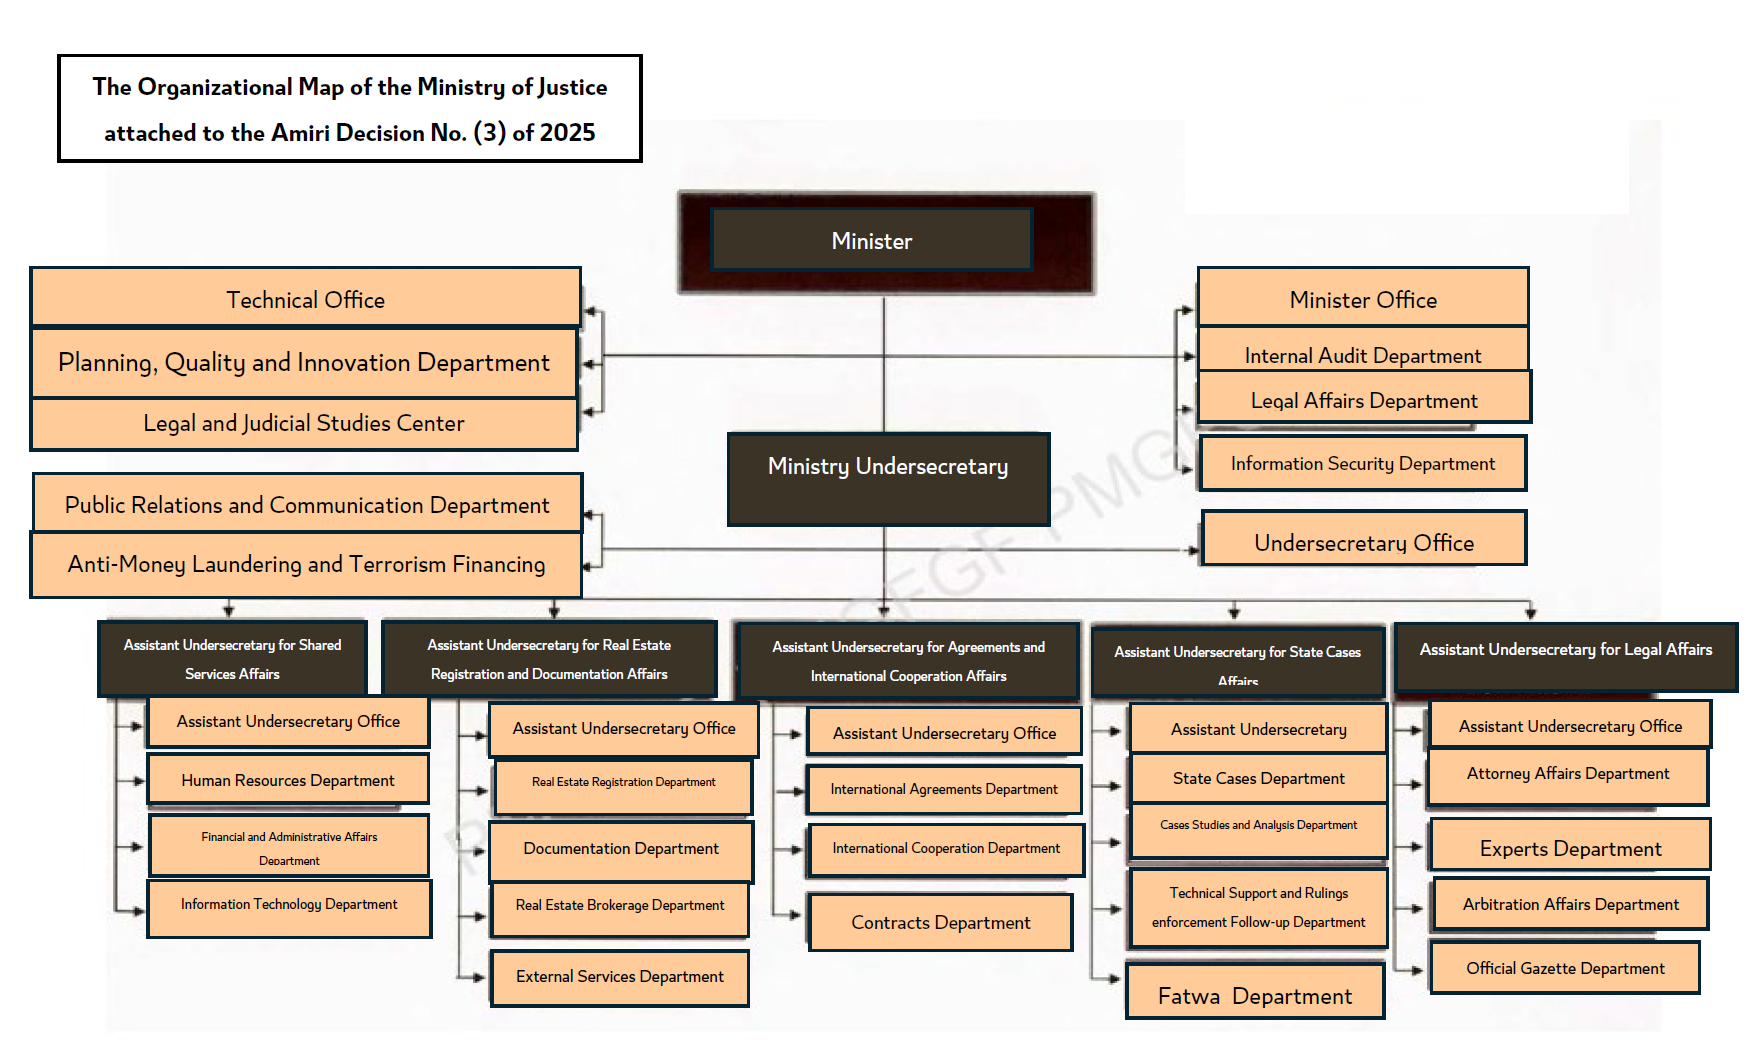 The Organizational Map of the Ministry of Justice
attached to the Amiri Decision No. (3) of 2025
Minister
Technical Office
Planning, Quality and Innovation Department
Legal and Judicial Studies Center
Minister Office
Internal Audit Department
Legal Affairs Department
Information Security Department
Ministry Undersecretary
Public Relations and Communication Department
Anti-Money Laundering and Terrorism Financing
Undersecretary Office
Assistant Undersecretary for Shared
Services Affairs
Assistant Undersecretary Office
Human Resources Department
Financial and Administrative Affairs
Department
Information Technology Department
Assistant Undersecretary for Real Estate
Registration and Documentation Affairs
Assistant Undersecretary Office
Real Estate Registration Department
Documentation Department
Real Estate Brokerage Department
External Services Department
Assistant Undersecretary for Agreements and
International Cooperation Affairs
Assistant Undersecretary Office
International Agreements Department
International Cooperation Department
Contracts Department
Assistant Undersecretary for State Cases
Affairs
Assistant Undersecretary
State Cases Department
Cases Studies and Analysis Department
Technical Support and Rulings
enforcement Follow-up Department
Fatwa Department
Assistant Undersecretary for Legal Affairs
Assistant Undersecretary Office
Attorney Affairs Department
Experts Department
Arbitration Affairs Department
Official Gazette Department